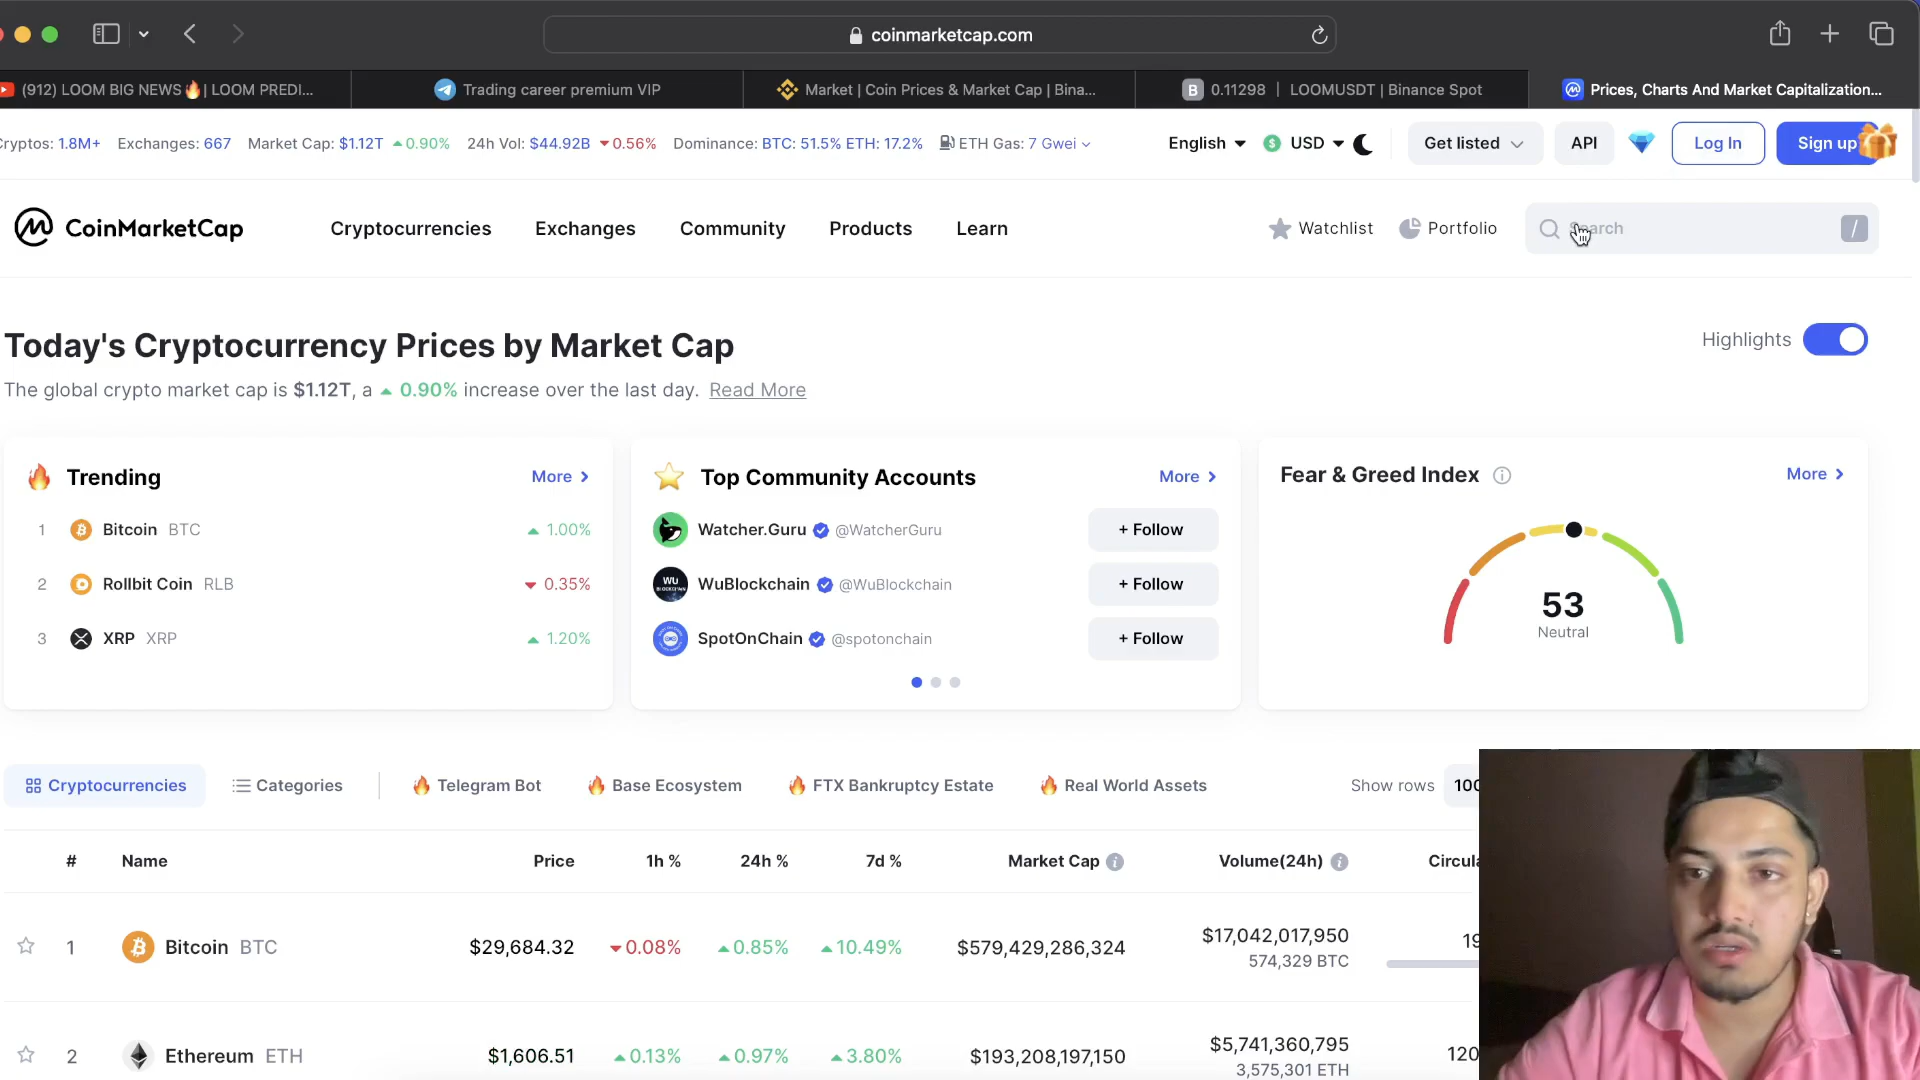 coinmarketcap.com
(912) LOOM BIG NEWS🔥| LOOM PREDI...
Trading career premium VIP
Market | Coin Prices & Market Cap | Bina...
B 0.11298 | LOOMUSDT | Binance Spot
Prices, Charts And Market Capitalization...
ryptos: 1.8M+ Exchanges: 667 Market Cap: $1.12T 0.90% 24h Vol: $44.92B 0.56% Dominance: BTC: 51.5% ETH: 17.2% ETH Gas: 7 Gwei
English $ USD Get listed API Log In Sign up
CoinMarketCap Cryptocurrencies Exchanges Community Products Learn Watchlist Portfolio Search /
Today's Cryptocurrency Prices by Market Cap
Highlights
The global crypto market cap is $1.12T, a 0.90% increase over the last day. Read More
Trending More
1 Bitcoin BTC 1.00%
2 Rollbit Coin RLB 0.35%
3 XRP XRP 1.20%
Top Community Accounts More
Watcher.Guru @WatcherGuru + Follow
WU
WuBlockchain @WuBlockchain + Follow
SpotOnChain @spotonchain + Follow
Fear & Greed Index More
53
Neutral
Cryptocurrencies Categories Telegram Bot Base Ecosystem FTX Bankruptcy Estate Real World Assets Show rows 100
# Name Price 1h % 24h % 7d % Market Cap Volume(24h) Circula
1 Bitcoin BTC $29,684.32 0.08% 0.85% 10.49% $579,429,286,324 $17,042,017,950 19
574,329 BTC
2 Ethereum ETH $1,606.51 0.13% 0.97% 3.80% $193,208,197,150 $5,741,360,795 120
3,575,301 ETH